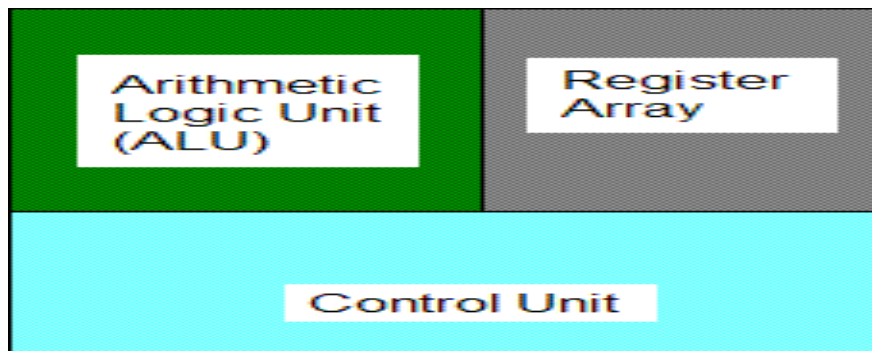 Arithmetic
Logic Unit
(ALU)
Register
Array
Control Unit